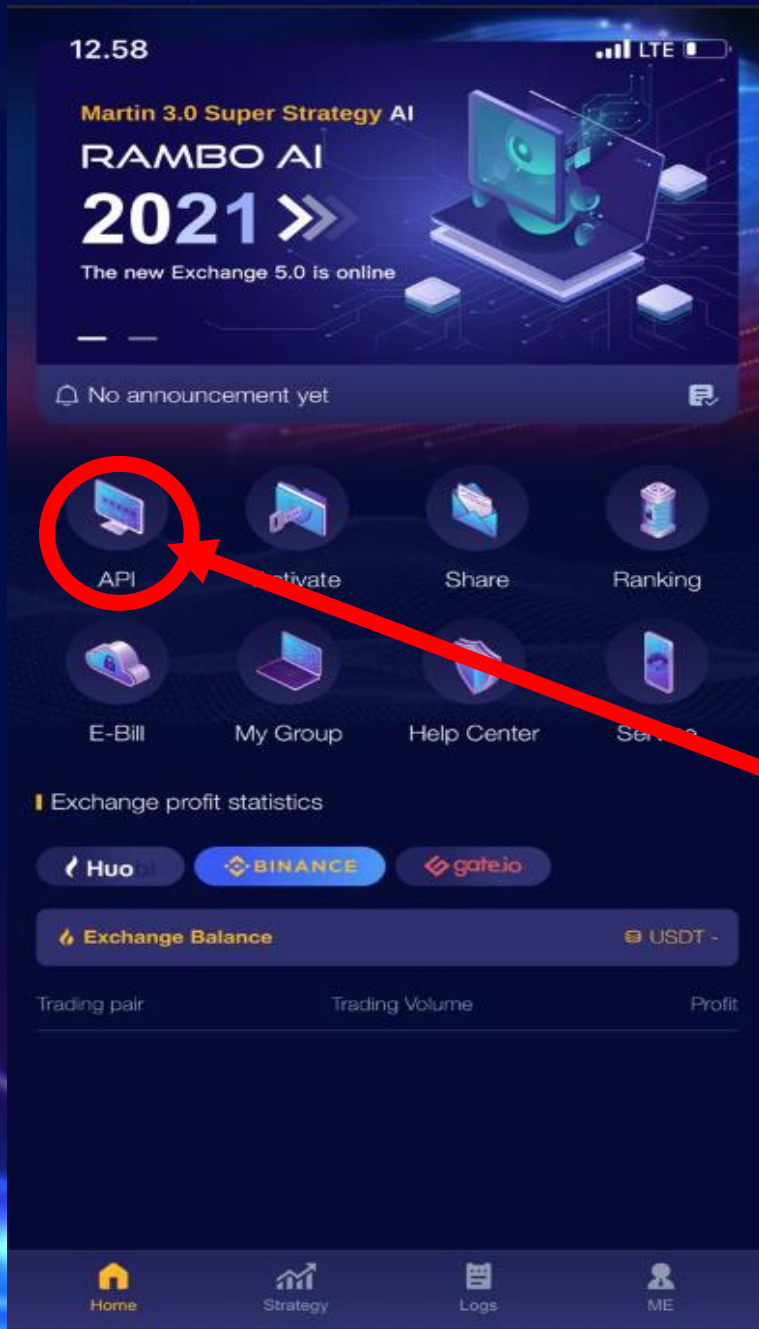 12.58
LTE
Martin 3.0 Super Strategy AI
RAMBO AI
2021
The new Exchange 5.0 is online
No announcement yet
API
Share
Ranking
E-Bill
My Group
Help Center
Exchange profit statistics
Huobi
BINANCE
gate.io
Exchange Balance
USDT -
Trading pair
Trading Volume
Profit
Home
Strategy
Logs
ME